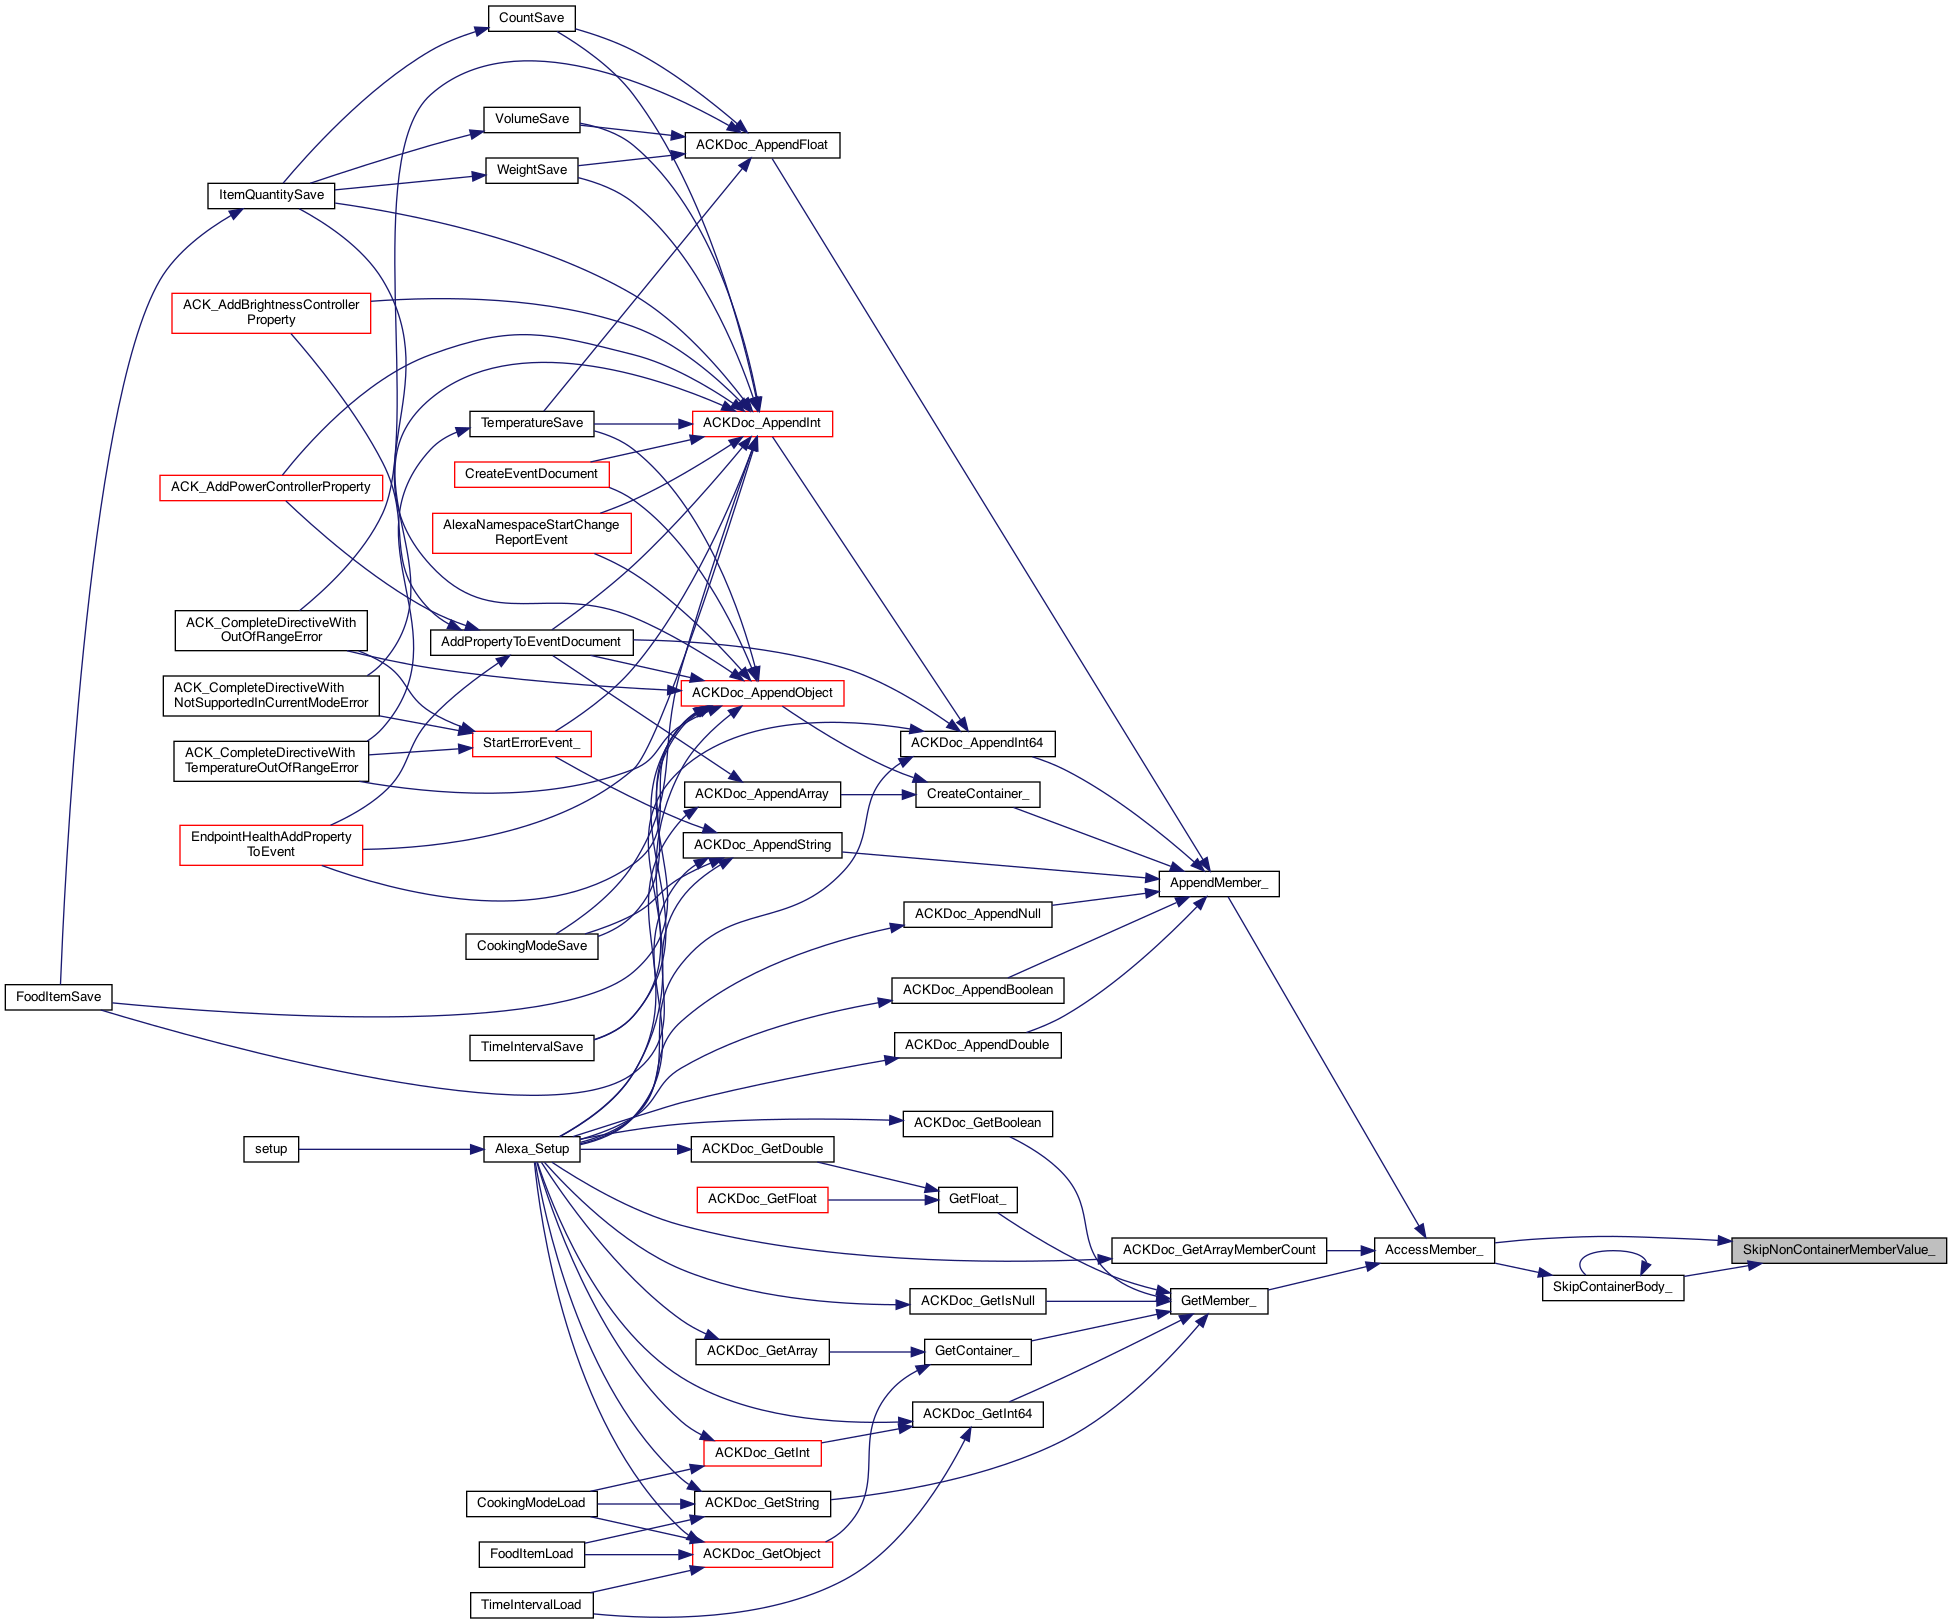 CountSave
VolumeSave
ACKDoc_AppendFloat
WeightSave
ItemQuantitySave
ACK_AddBrightnessController
Property
TemperatureSave
ACKDoc_AppendInt
CreateEventDocument
ACK_AddPowerControllerProperty
AlexaNamespaceStartChange
ReportEvent
ACK_CompleteDirectiveWith
OutOfRangeError
AddPropertyToEventDocument
ACK_CompleteDirectiveWith
NotSupportedInCurrentModeError
ACKDoc_AppendObject
StartErrorEvent_
ACKDoc_AppendInt64
ACK_CompleteDirectiveWith
TemperatureOutOfRangeError
ACKDoc_AppendArray
CreateContainer_
EndpointHealthAddProperty
ToEvent
ACKDoc_AppendString
AppendMember_
ACKDoc_AppendNull
CookingModeSave
ACKDoc_AppendBoolean
FoodItemSave
TimeIntervalSave
ACKDoc_AppendDouble
ACKDoc_GetBoolean
setup
Alexa_Setup
ACKDoc_GetDouble
ACKDoc_GetFloat
GetFloat_
ACKDoc_GetArrayMemberCount
AccessMember_
SkipNonContainerMemberValue_
SkipContainerBody_
ACKDoc_GetIsNull
GetMember_
ACKDoc_GetArray
GetContainer_
ACKDoc_GetInt64
ACKDoc_GetInt
CookingModeLoad
ACKDoc_GetString
FoodItemLoad
ACKDoc_GetObject
TimeIntervalLoad